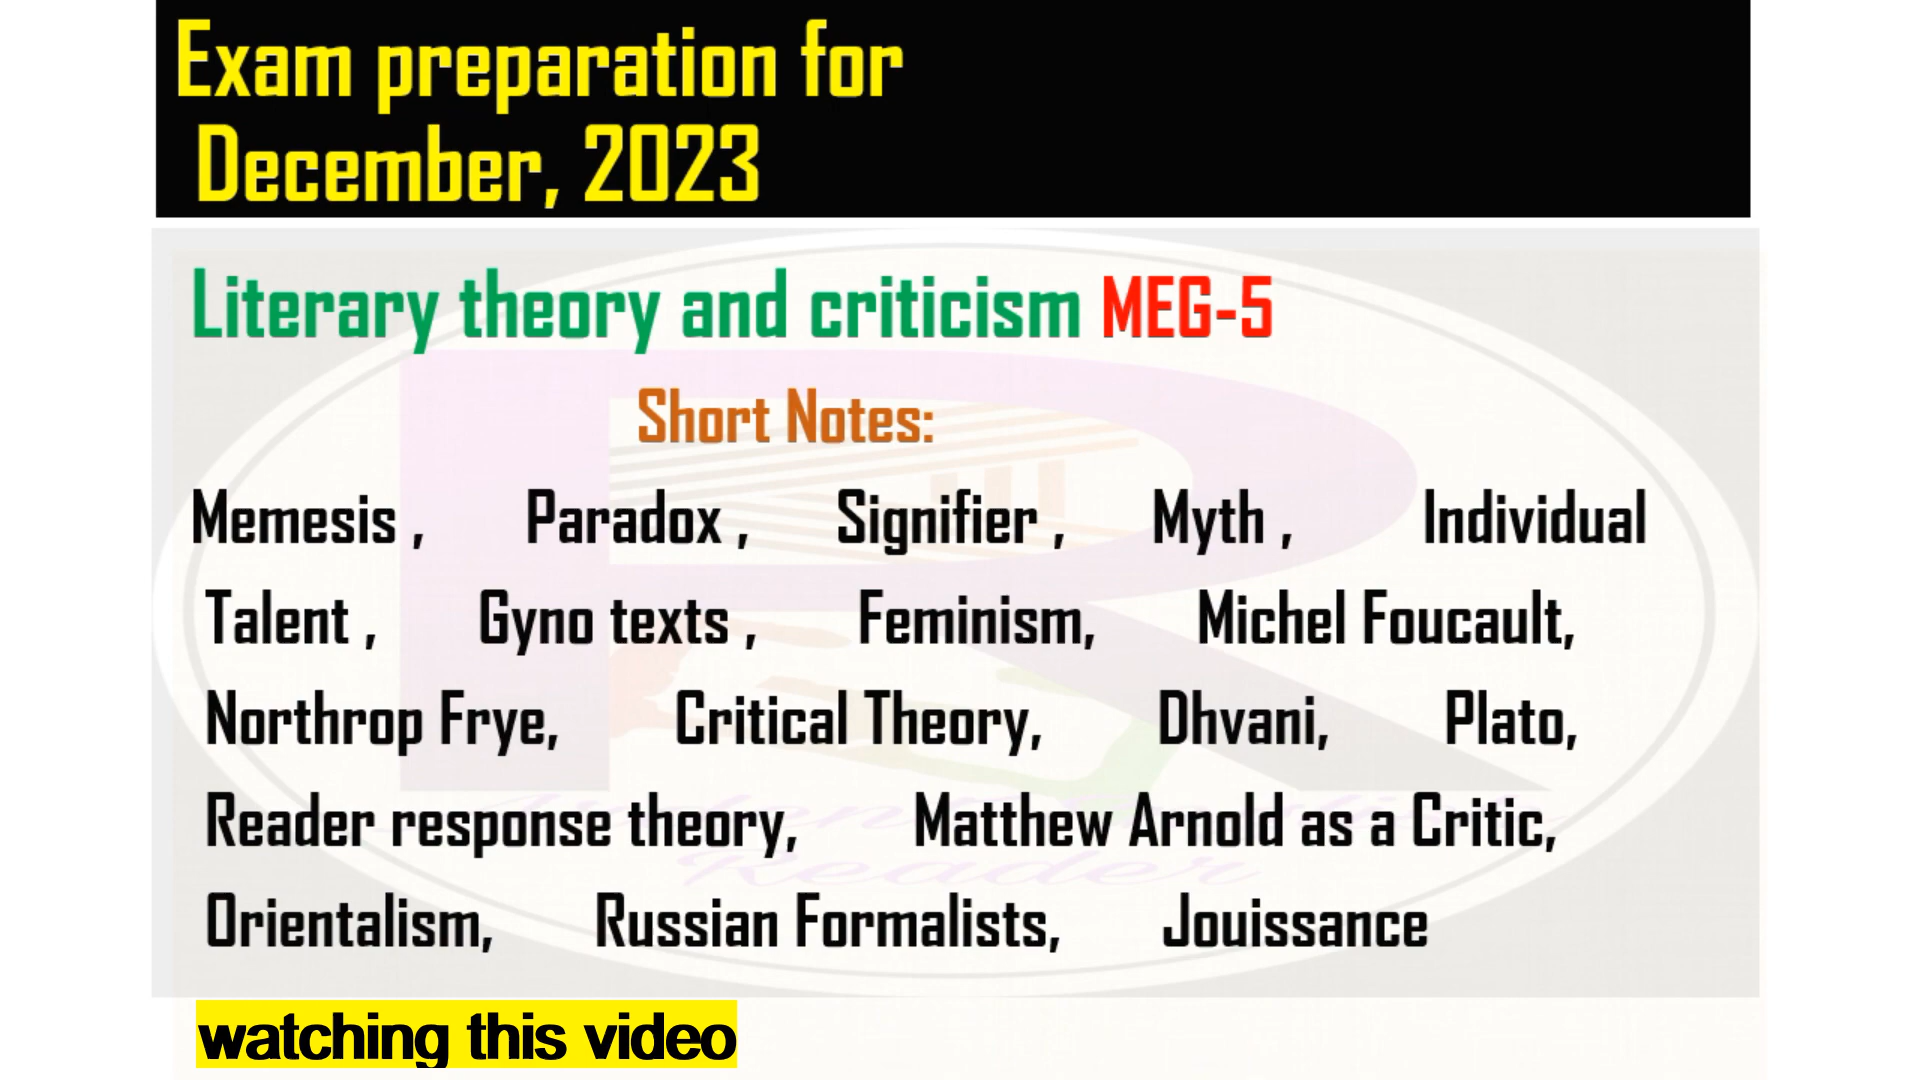 Exam preparation for
December, 2023
Literary theory and criticism MEG-5
Short Notes:
Memesis , Paradox , Signifier , Myth , Individual
Talent , Gyno texts , Feminism, Michel Foucault,
Northrop Frye, Critical Theory, Dhvani, Plato,
Reader response theory, Matthew Arnold as a Critic,
Orientalism, Russian Formalists, Jouissance
Reader
watching this video